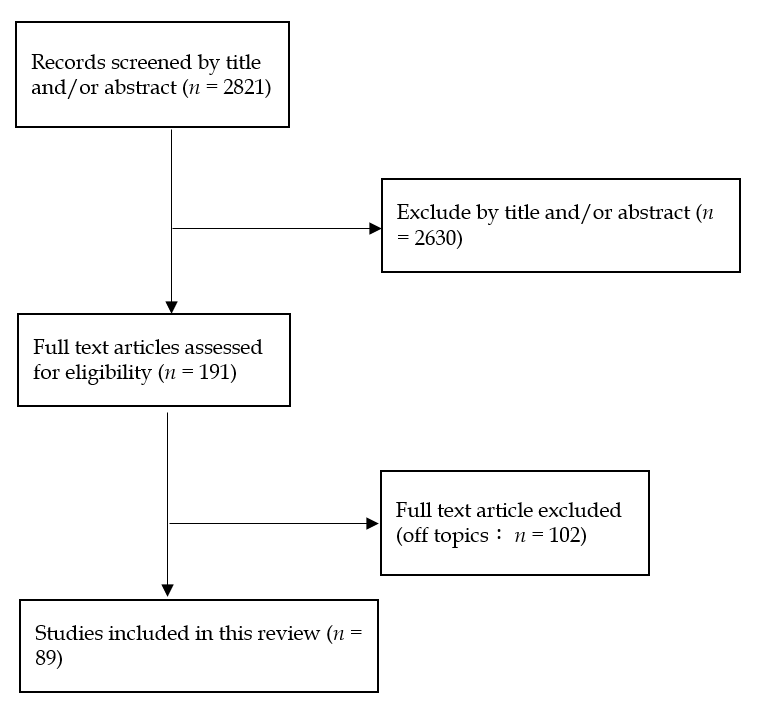 Records screened by title
and/or abstract (n = 2821)
Exclude by title and/or abstract (n
= 2630)
Full text articles assessed
for eligibility (n = 191)
Full text article excluded
(off topics： n = 102)
Studies included in this review (n =
89)